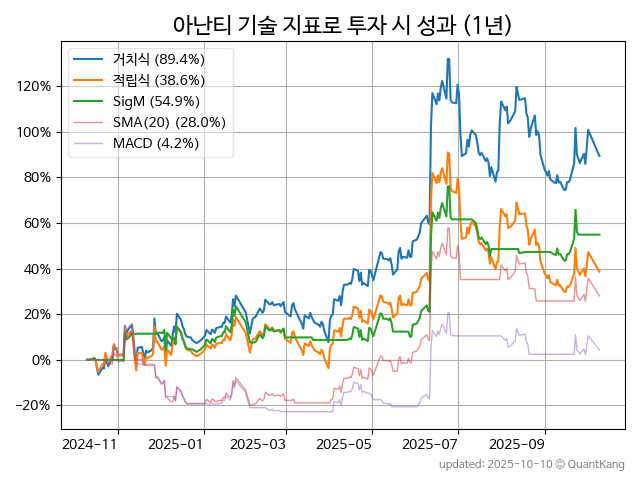 아난티 기술 지표로 투자 시 성과 (1년)
거치식 (89.4%)
적립식 (38.6%)
SigM (54.9%)
SMA(20) (28.0%)
MACD (4.2%)
120%
100%
80%
60%
40%
20%
0%
−20%
2024-11 2025-01 2025-03 2025-05 2025-07 2025-09
updated: 2025-10-10 © QuantKang